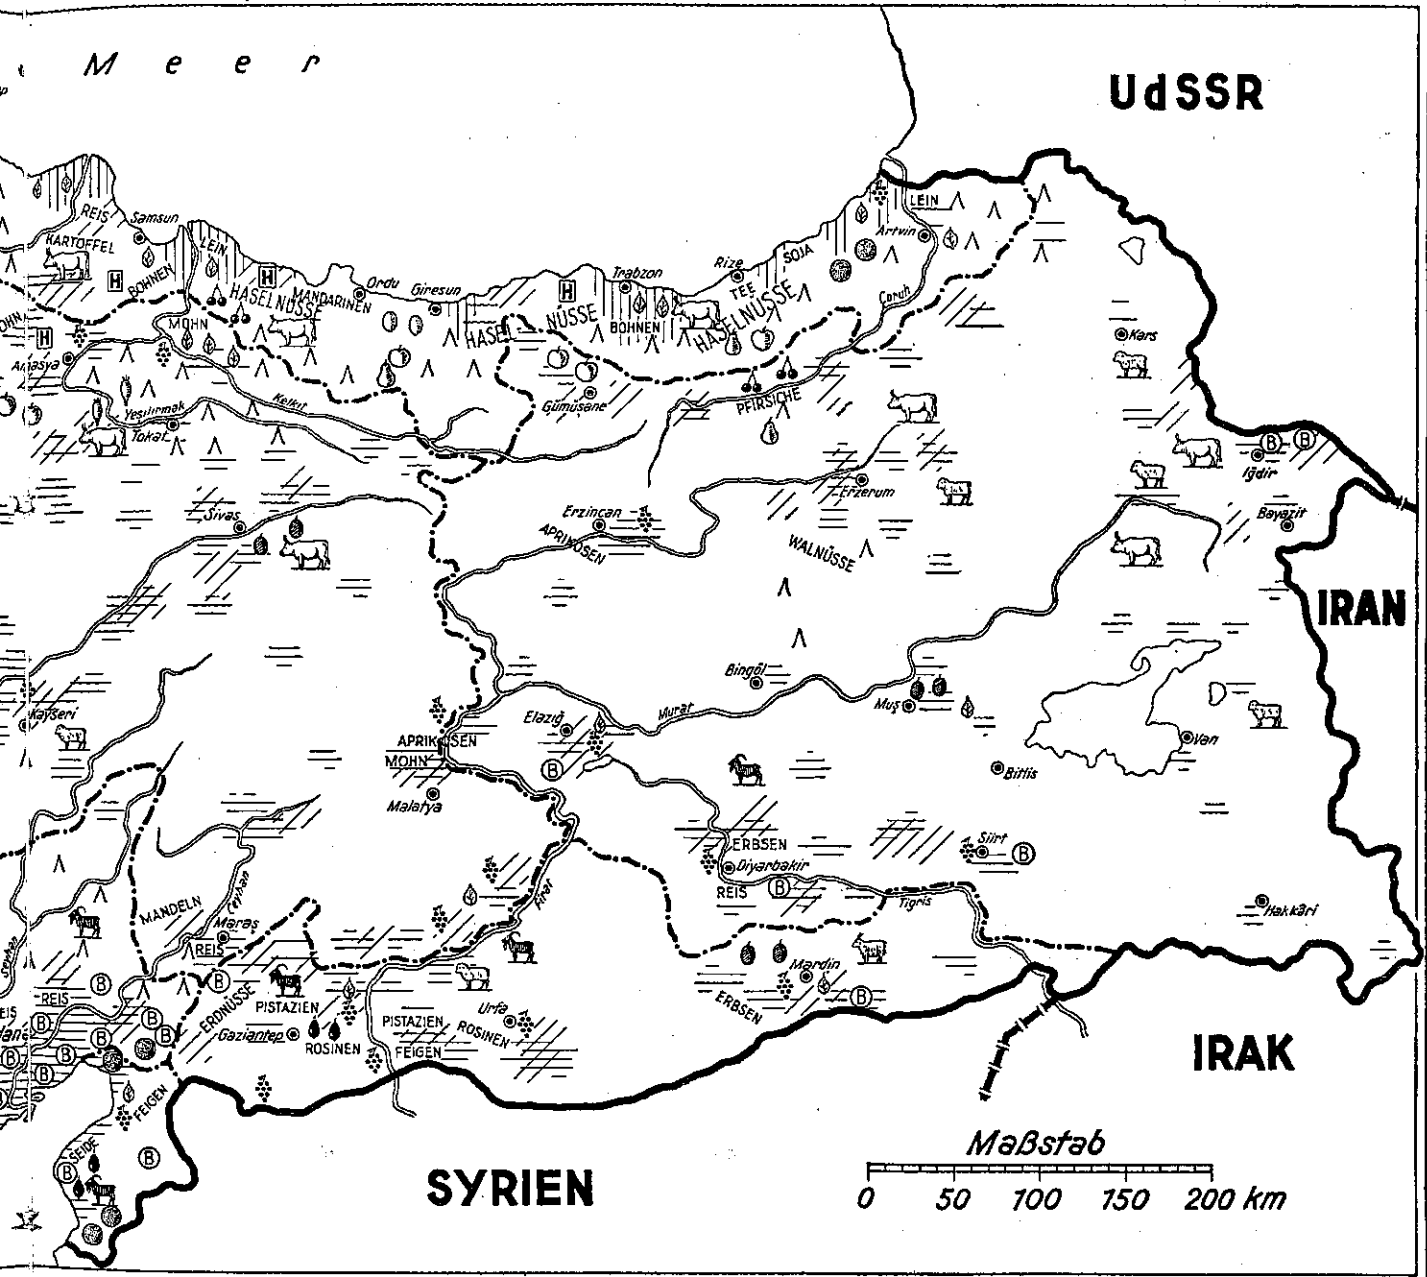 Meer
UdSSR
REIS
Samsun
KARTOFFEL
LEIN
BOHNEN
H
H
HASELNÜSSE
MANDARINEN
Ordu
Giresun
H
Trabzon
Rize
TEE
SOJA
LEIN
Artvin
Çoruh
HASEL
NÜSSE
BOHNEN
HASELNÜSSE
MOHN
H
Amasya
Kars
Yeşilırmak
Kelkit
Tokat
Gümüşane
PFIRSICHE
B
B
Iğdir
Bayazit
Erzerum
Sivas
Erzincan
APRIKOSEN
WALNÜSSE
IRAN
Bingöl
Murat
Muş
Kayseri
Elazığ
APRIKOSEN
MOHN
B
Malatya
Van
Bitlis
ERBSEN
Siirt
B
Diyarbakir
REIS
B
Tigris
Hakkâri
Ceyhan
MANDELN
Maraş
REIS
Firat
Seyhan
B
B
REIS
ERDNÜSSE
PISTAZIEN
Gaziantep
ROSINEN
PISTAZIEN
FEIGEN
Urfa
ROSINEN
Mardin
B
ERBSEN
B
B
B
B
B
B
B
FEIGEN
SEIDE
B
B
IRAK
SYRIEN
Maßstab
0 50 100 150 200 km